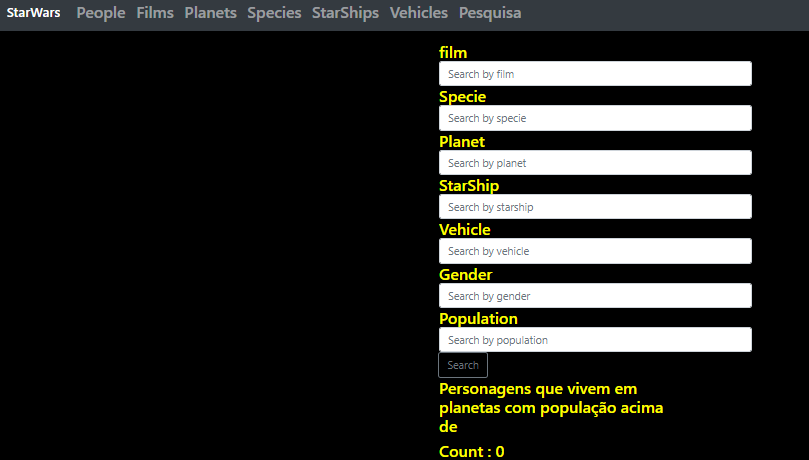 StarWars People Films Planets Species StarShips Vehicles Pesquisa
film
Search by film
Specie
Search by specie
Planet
Search by planet
StarShip
Search by starship
Vehicle
Search by vehicle
Gender
Search by gender
Population
Search by population
Search
Personagens que vivem em
planetas com população acima
de
Count : 0